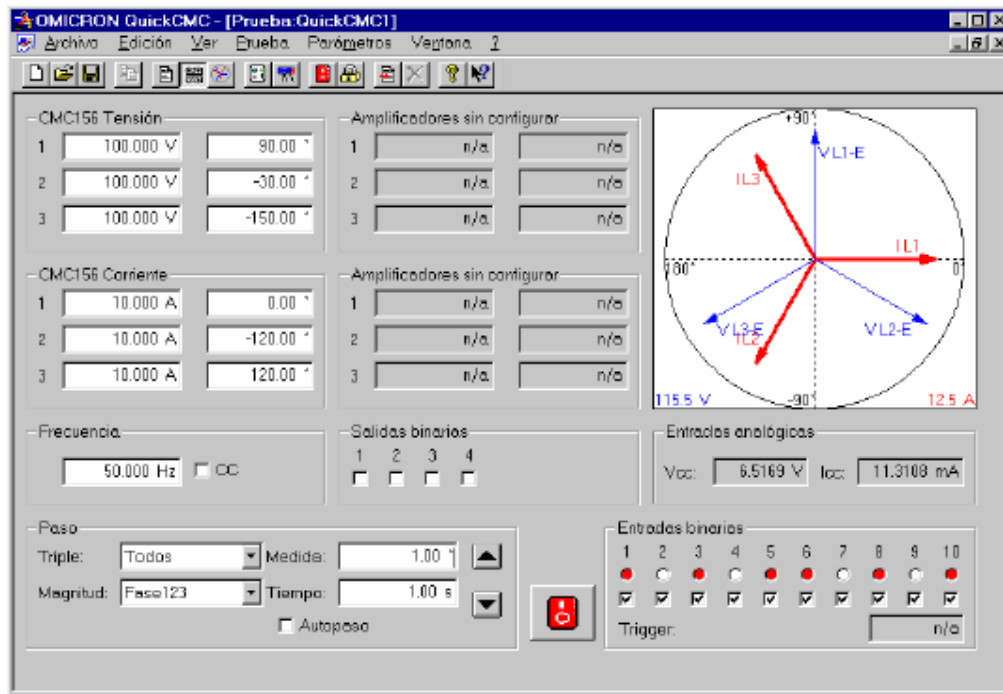 OMICRON QuickCMC - [Prueba:QuickCMC1]
Archivo Edición Ver Prueba Parámetros Ventana ?
CMC156 Tensión
1 100.000 V 90.00 °
2 100.000 V -30.00 °
3 100.000 V -150.00 °
Amplificadores sin configurar
1 n/a n/a
2 n/a n/a
3 n/a n/a
CMC156 Corriente
1 10.000 A 0.00 °
2 10.000 A -120.00 °
3 10.000 A 120.00 °
Amplificadores sin configurar
1 n/a n/a
2 n/a n/a
3 n/a n/a
+90°
VL1-E
IL3
IL1
180° 0°
VL3-E VL2-E
IL2
115.5 V -90° 12.5 A
Frecuencia
50.000 Hz CC
Salidas binarias
1 2 3 4
Entradas analógicas
Vcc: 6.5169 V Icc: 11.3108 mA
Paso
Triple: Todos Medida: 1.00 °
Magnitud: Fase123 Tiempo: 1.00 s
Autopaso
Entradas binarias
1 2 3 4 5 6 7 8 9 10
Trigger: n/a